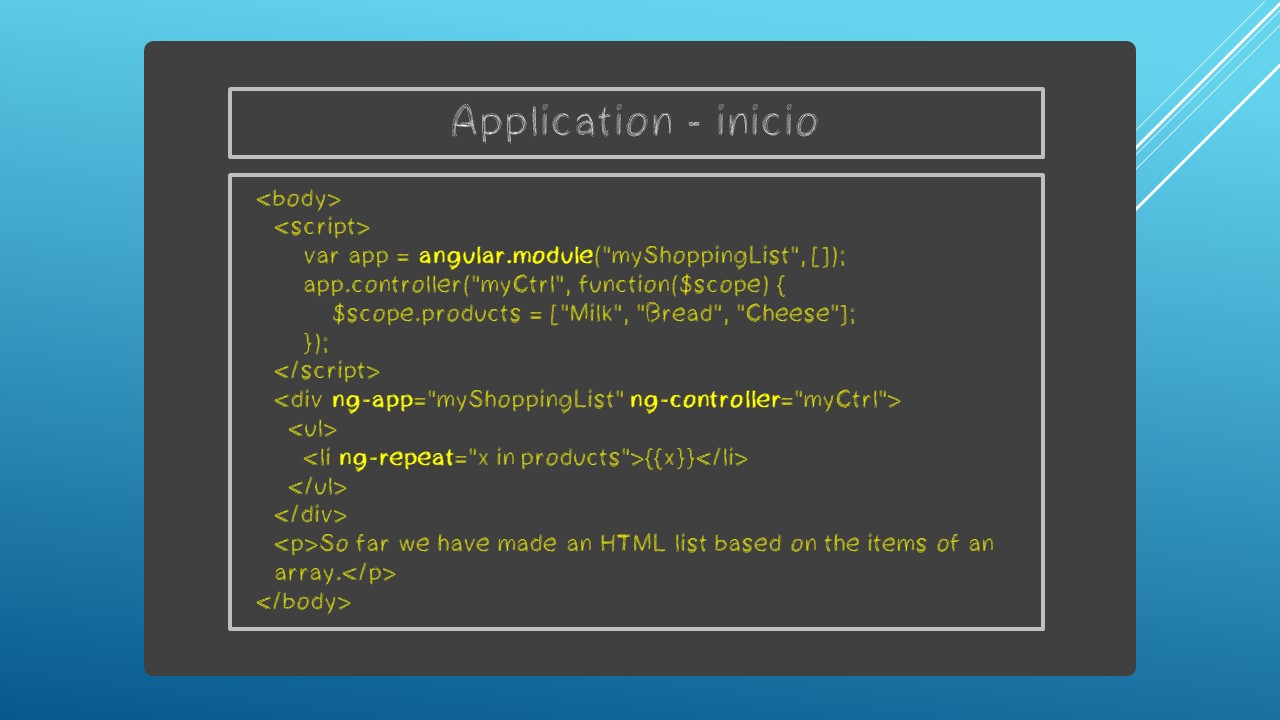 Application - inicio
<body>
<script>
var app = angular.module("myShoppingList",[]);
app.controller("myCtrl", function($scope) {
$scope.products = ["Milk", "Bread", "Cheese"];
});
</script>
<div ng-app="myShoppingList" ng-controller="myCtrl">
<ul>
<li ng-repeat="x in products">{{x}}</li>
</ul>
</div>
<p>So far we have made an HTML list based on the items of an
array.</p>
</body>